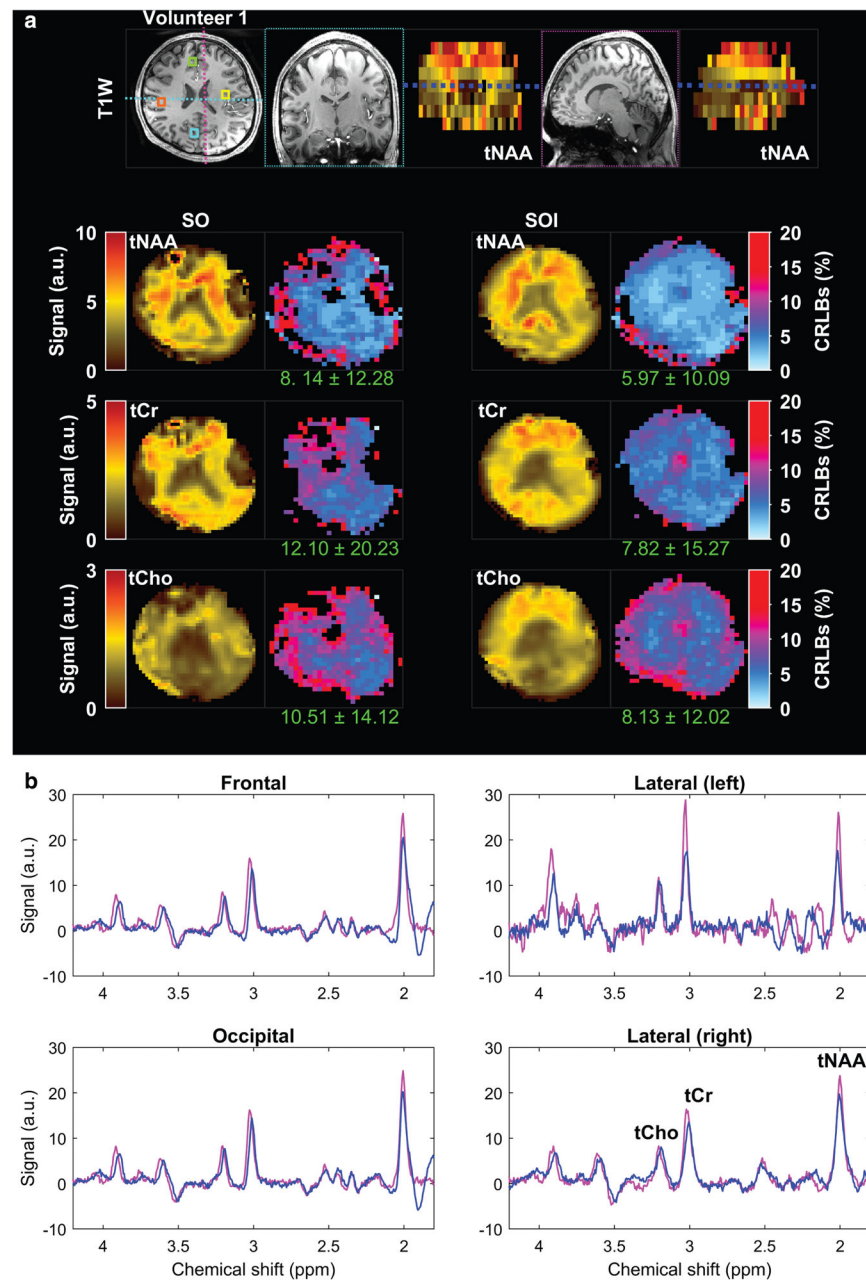 a
Volunteer 1
T1W
tNAA
tNAA
SO
SOI
Signal (a.u.)
10
5
0
tNAA
8. 14 ± 12.28
tNAA
5.97 ± 10.09
20
15
10
5
0
CRLBs (%)
Signal (a.u.)
5
0
tCr
12.10 ± 20.23
tCr
7.82 ± 15.27
20
15
10
5
0
CRLBs (%)
Signal (a.u.)
3
0
tCho
10.51 ± 14.12
tCho
8.13 ± 12.02
20
15
10
5
0
CRLBs (%)
b
Frontal
Signal (a.u.)
30
20
10
0
-10
4 3.5 3 2.5 2
Lateral (left)
30
20
10
0
-10
4 3.5 3 2.5 2
Occipital
Signal (a.u.)
30
20
10
0
-10
4 3.5 3 2.5 2
Chemical shift (ppm)
Lateral (right)
30
20
10
0
-10
tCho
tCr
tNAA
4 3.5 3 2.5 2
Chemical shift (ppm)